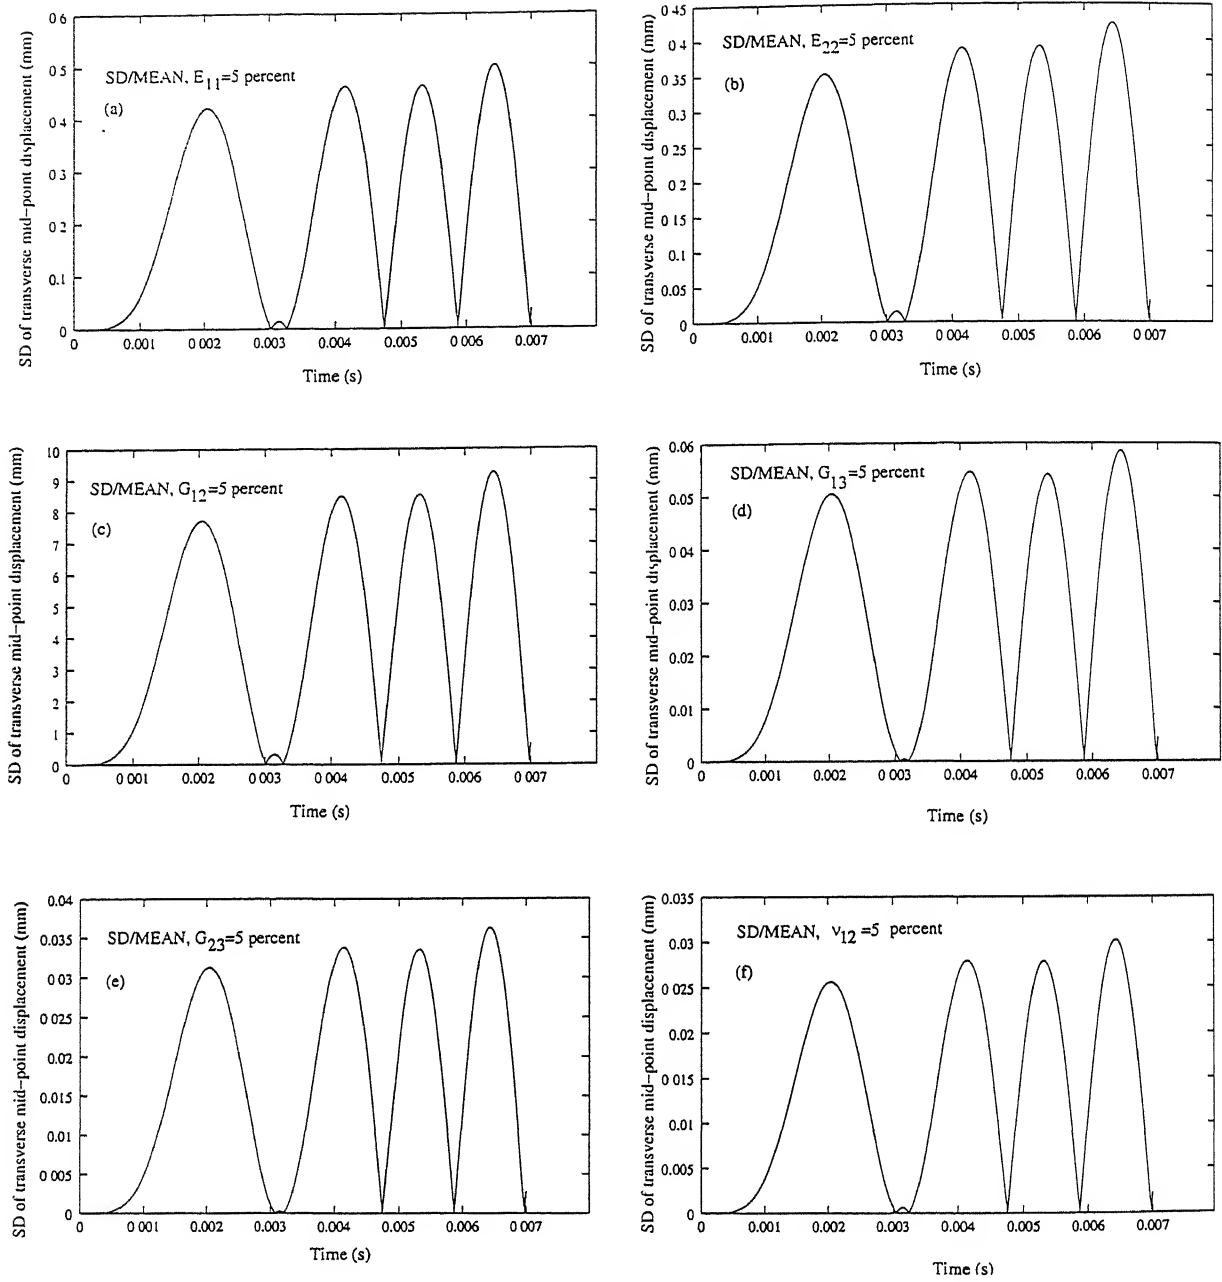 SD/MEAN, E11=5 percent
(a)
SD of transverse mid-point displacement (mm)
0 6
0 5
0 4
0 3
0 2
0.1
0
0 0.001 0 002 0.003 0.004 0.005 0 006 0.007
Time (s)
SD/MEAN, E22=5 percent
(b)
SD of transverse mid-point displacement (mm)
0 45
0 4
0.35
0.3
0.25
0 2
0.15
0 1
0.05
0
0 0.001 0.002 0 003 0.004 0.005 0.006 0.007
Time (s)
SD/MEAN, G12=5 percent
(c)
SD of transverse mid-point displacement (mm)
10
9
8
7
6
5
4
3
2
1
0
0 0.001 0.002 0.003 0 004 0.005 0.006 0 007
Time (s)
SD/MEAN, G13=5 percent
(d)
SD of transverse mid-point displacement (mm)
0.06
0.05
0 04
0.03
0.02
0.01
0
0 0.001 0.002 0 003 0.004 0.005 0.006 0.007
Time (s)
SD/MEAN, G23=5 percent
(e)
SD of transverse mid-point displacement (mm)
0.04
0.035
0.03
0 025
0.02
0 015
0.01
0 005
0
0 0 001 0.002 0.003 0.004 0.005 0.006 0 007
Time (s)
SD/MEAN, ν12 =5 percent
(f)
SD of transverse mid-point displacement (mm)
0.035
0.03
0.025
0 02
0 015
0 01
0.005
0
0 0.001 0.002 0.003 0.004 0.005 0.006 0.007
Time (s)